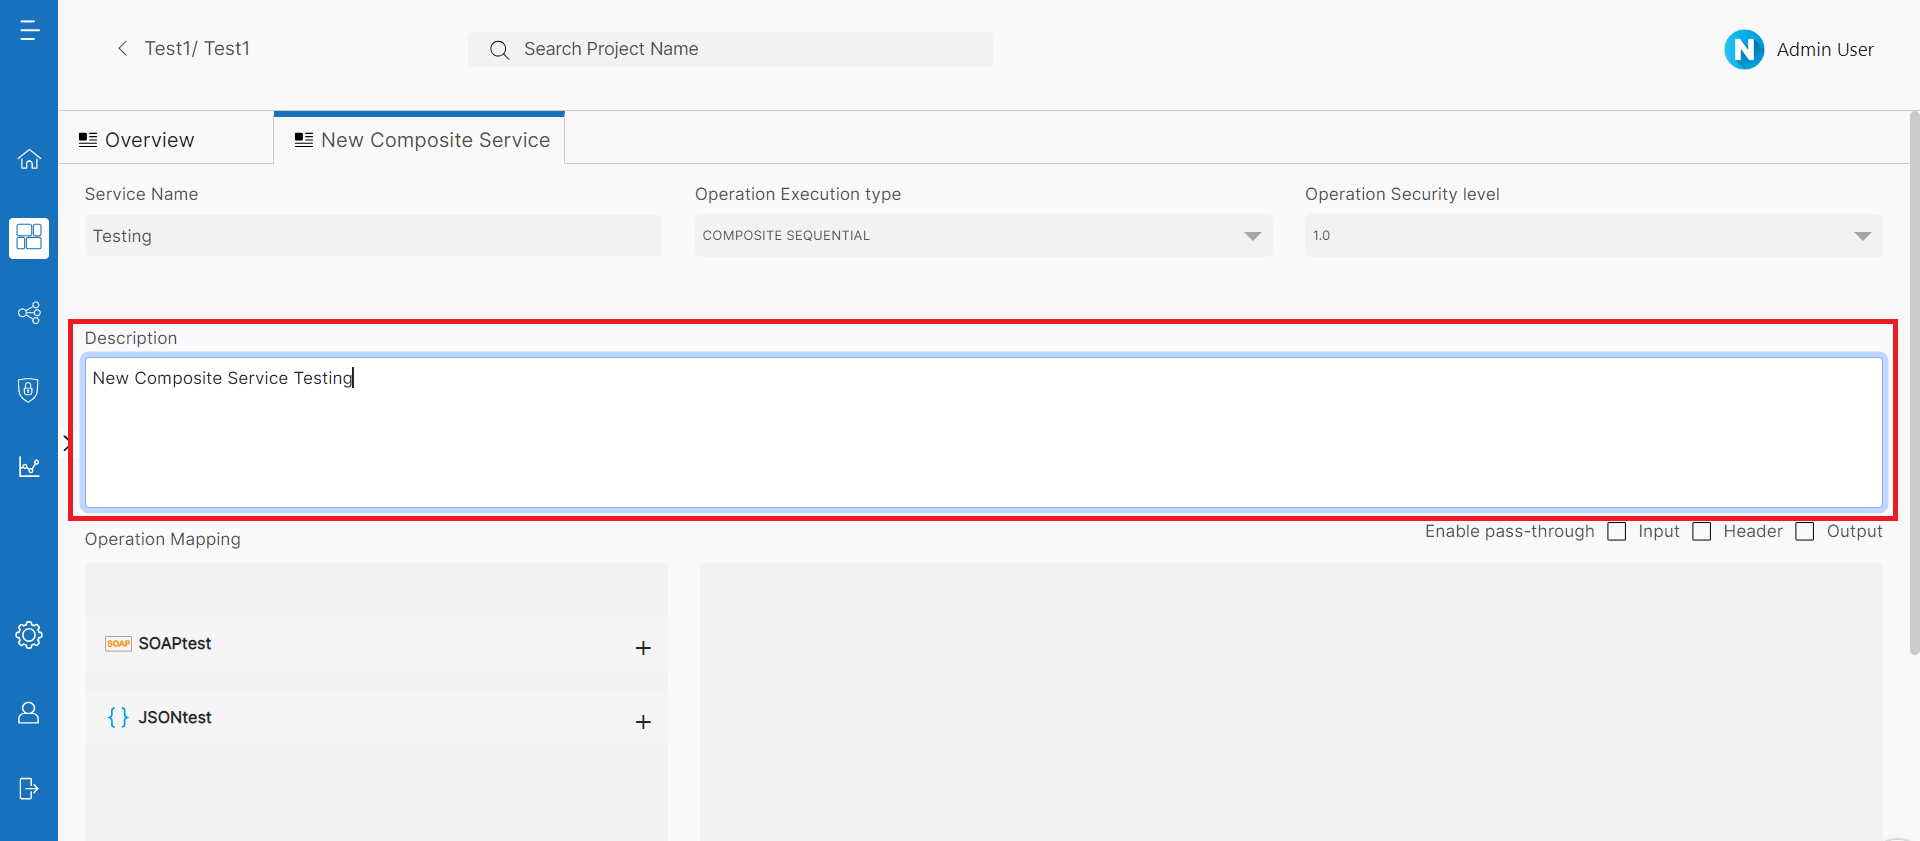 Test1/ Test1
Search Project Name
N Admin User
Overview
New Composite Service
Service Name
Operation Execution type
Operation Security level
Testing
COMPOSITE SEQUENTIAL
1.0
Description
New Composite Service Testing
Operation Mapping
Enable pass-through Input Header Output
SOAP SOAPtest
+
{ } JSONtest
+